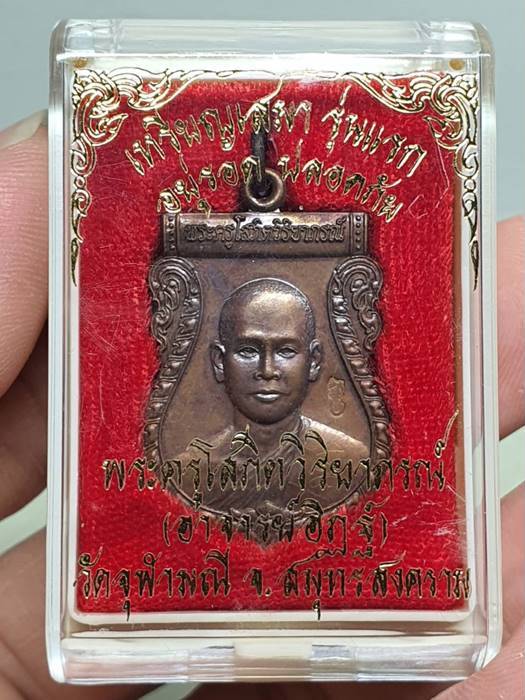 เหรียญเสมา รุ่นแรก
อยู่รอด ปลอดภัย
พระครูโสภิตวิริยาภรณ์
พระครูโสภิตวิริยาภรณ์
(อาจารย์อิฏฐ์)
วัดจุฬามณี จ. สมุทรสงคราม